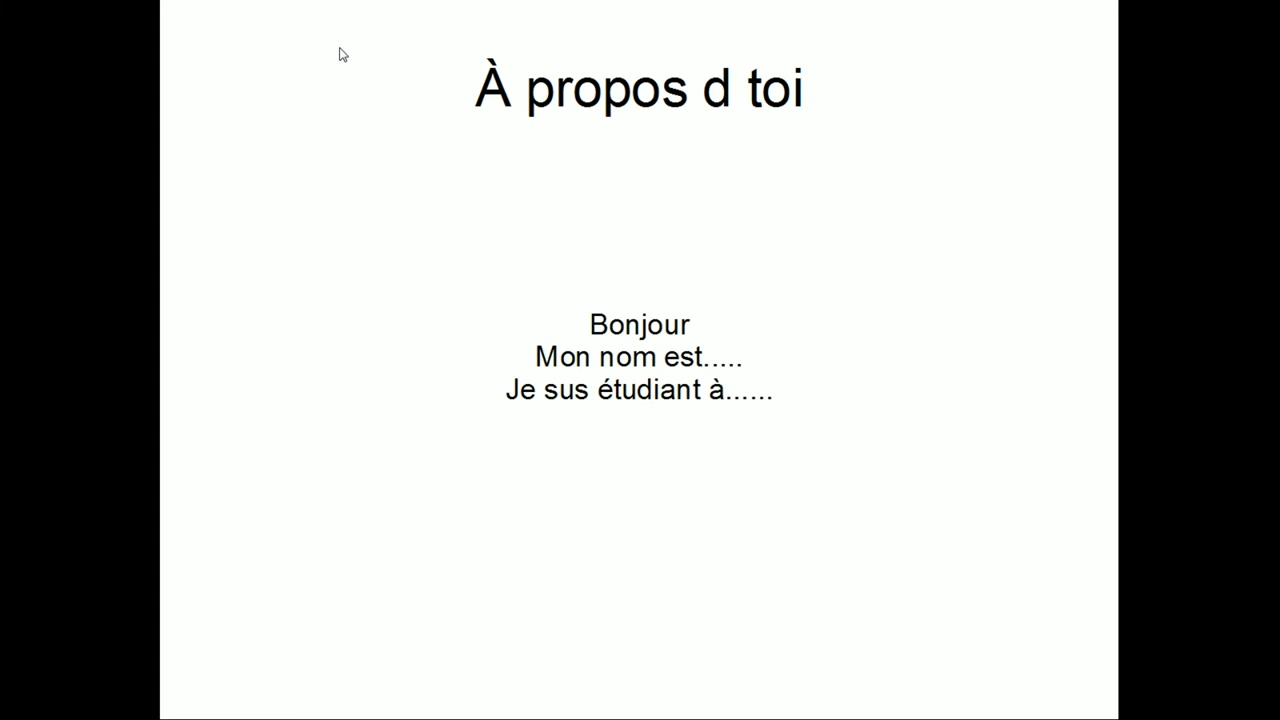 À propos d toi
Bonjour
Mon nom est.....
Je sus étudiant à......